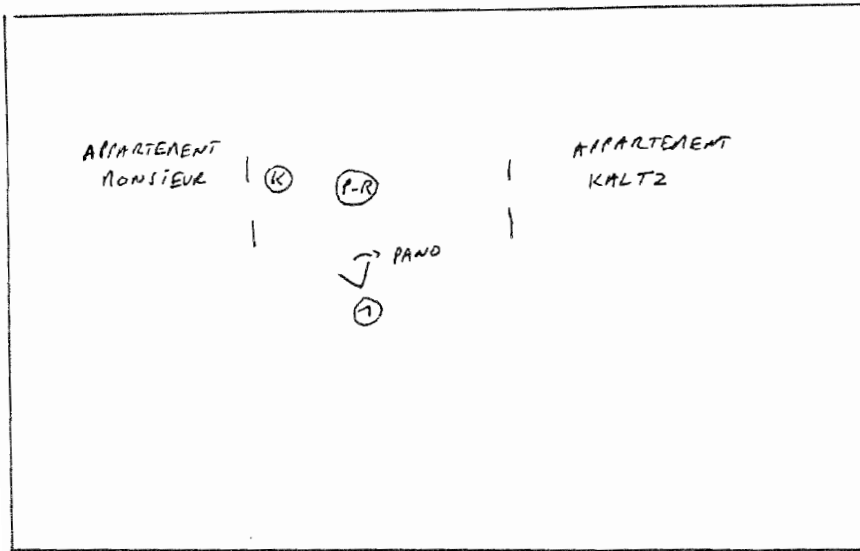 APPARTEMENT
MONSIEUR
K
P-R
APPARTEMENT
KALTZ
PANO
1